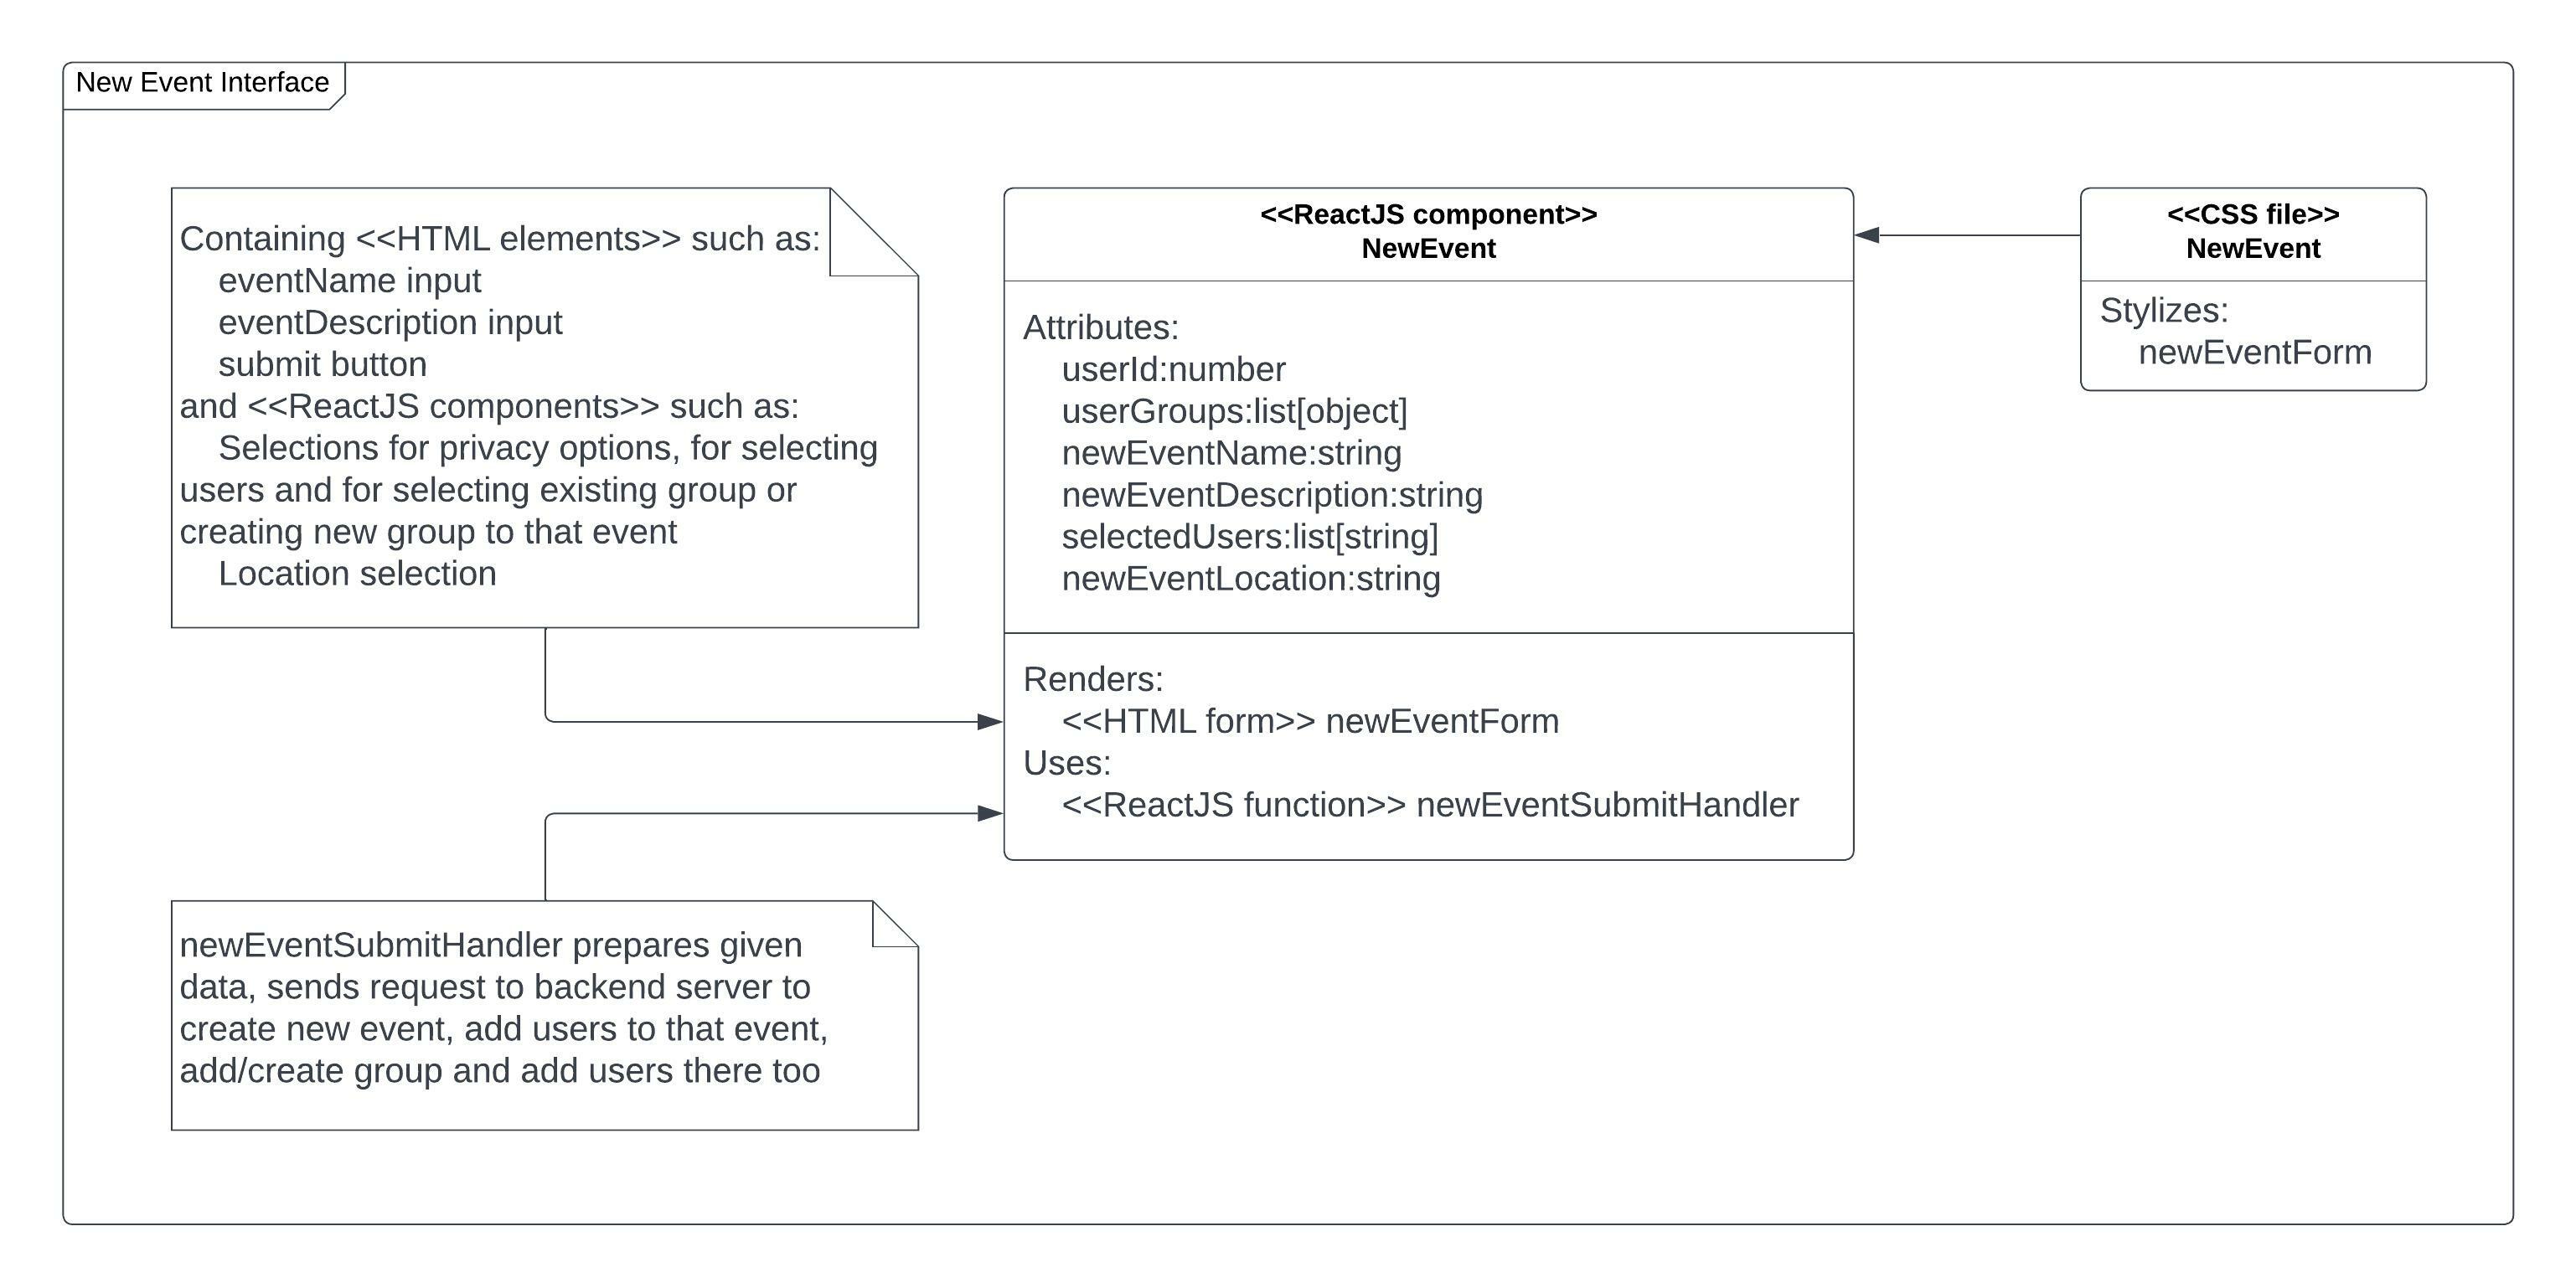 New Event Interface
Containing <<HTML elements>> such as:
eventName input
eventDescription input
submit button
and <<ReactJS components>> such as:
Selections for privacy options, for selecting
users and for selecting existing group or
creating new group to that event
Location selection
<<ReactJS component>>
NewEvent
Attributes:
userId:number
userGroups:list[object]
newEventName:string
newEventDescription:string
selectedUsers:list[string]
newEventLocation:string
Renders:
<<HTML form>> newEventForm
Uses:
<<ReactJS function>> newEventSubmitHandler
<<CSS file>>
NewEvent
Stylizes:
newEventForm
newEventSubmitHandler prepares given
data, sends request to backend server to
create new event, add users to that event,
add/create group and add users there too